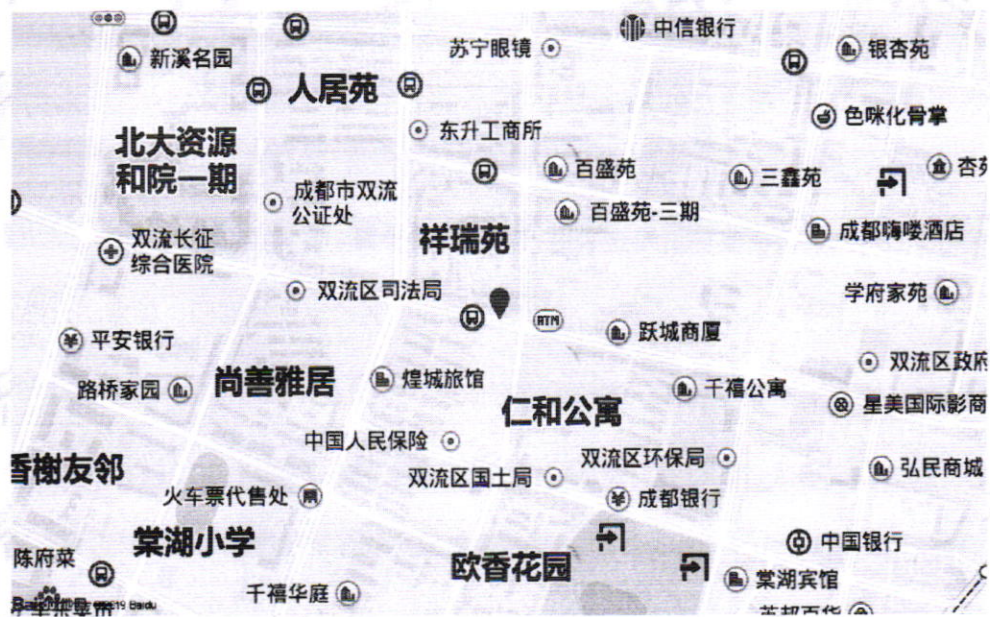 中信银行
苏宁眼镜
银杏苑
新溪名园
人居苑
色咪化骨掌
东升工商所
北大资源
和院一期
百盛苑
三鑫苑
成都市双流
公证处
百盛苑-三期
祥瑞苑
成都嗨喽酒店
双流长征
综合医院
双流区司法局
学府家苑
ATM
跃城商厦
平安银行
双流区政府
路桥家园
尚善雅居
煌城旅馆
千禧公寓
仁和公寓
星美国际影商
中国人民保险
双流区环保局
香榭友邻
双流区国土局
弘民商城
火车票代售处
成都银行
棠湖小学
中国银行
陈府菜
欧香花园
棠湖宾馆
千禧华庭